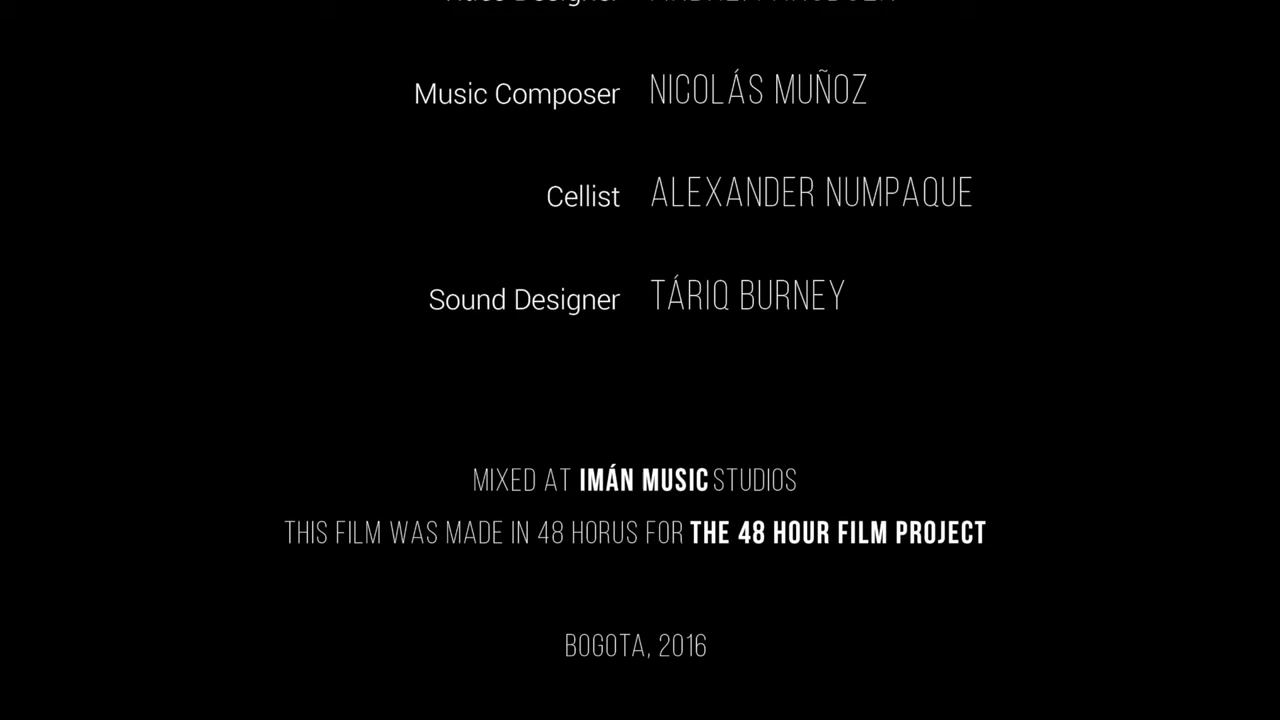 Designer
Music Composer NICOLÁS MUÑOZ
Cellist ALEXANDER NUMPAQUE
Sound Designer TÁRIQ BURNEY
MIXED AT IMÁN MUSIC STUDIOS
THIS FILM WAS MADE IN 48 HORUS FOR THE 48 HOUR FILM PROJECT
BOGOTA, 2016